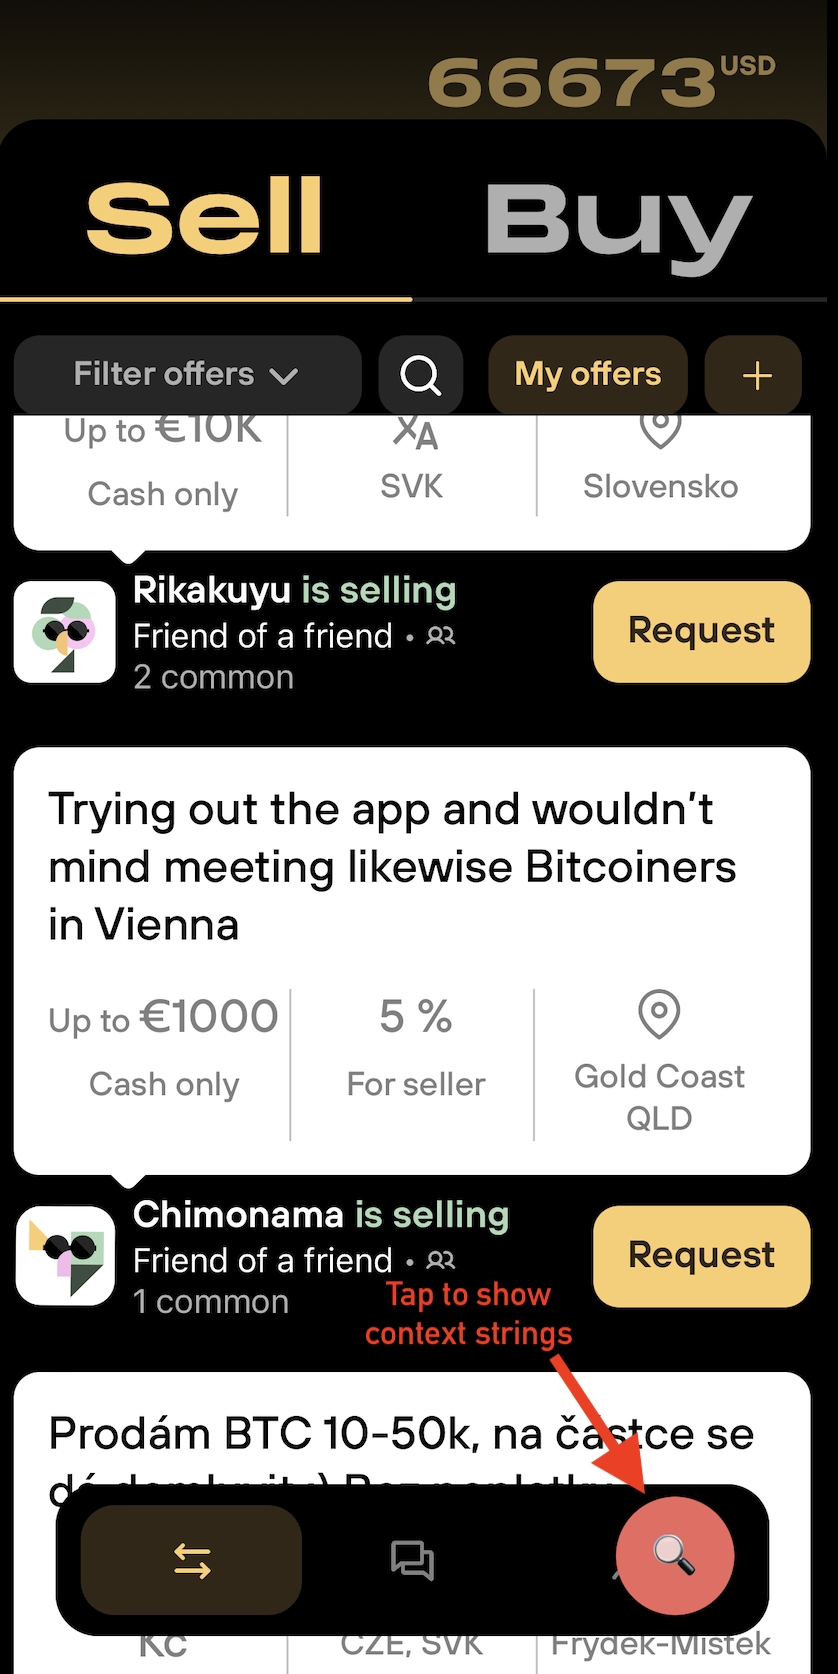 66673 USD
Sell
Buy
Filter offers
My offers
Up to €10K
Cash only
SVK
Slovensko
Rikakuyu is selling
Friend of a friend •
2 common
Request
Trying out the app and wouldn't
mind meeting likewise Bitcoiners
in Vienna
Up to €1000
Cash only
5 %
For seller
Gold Coast
QLD
Chimonama is selling
Friend of a friend •
1 common
Request
Tap to show
context strings
Prodám BTC 10-50k, na částce se
Kč
CZE, SVK
Frýdek-Místek